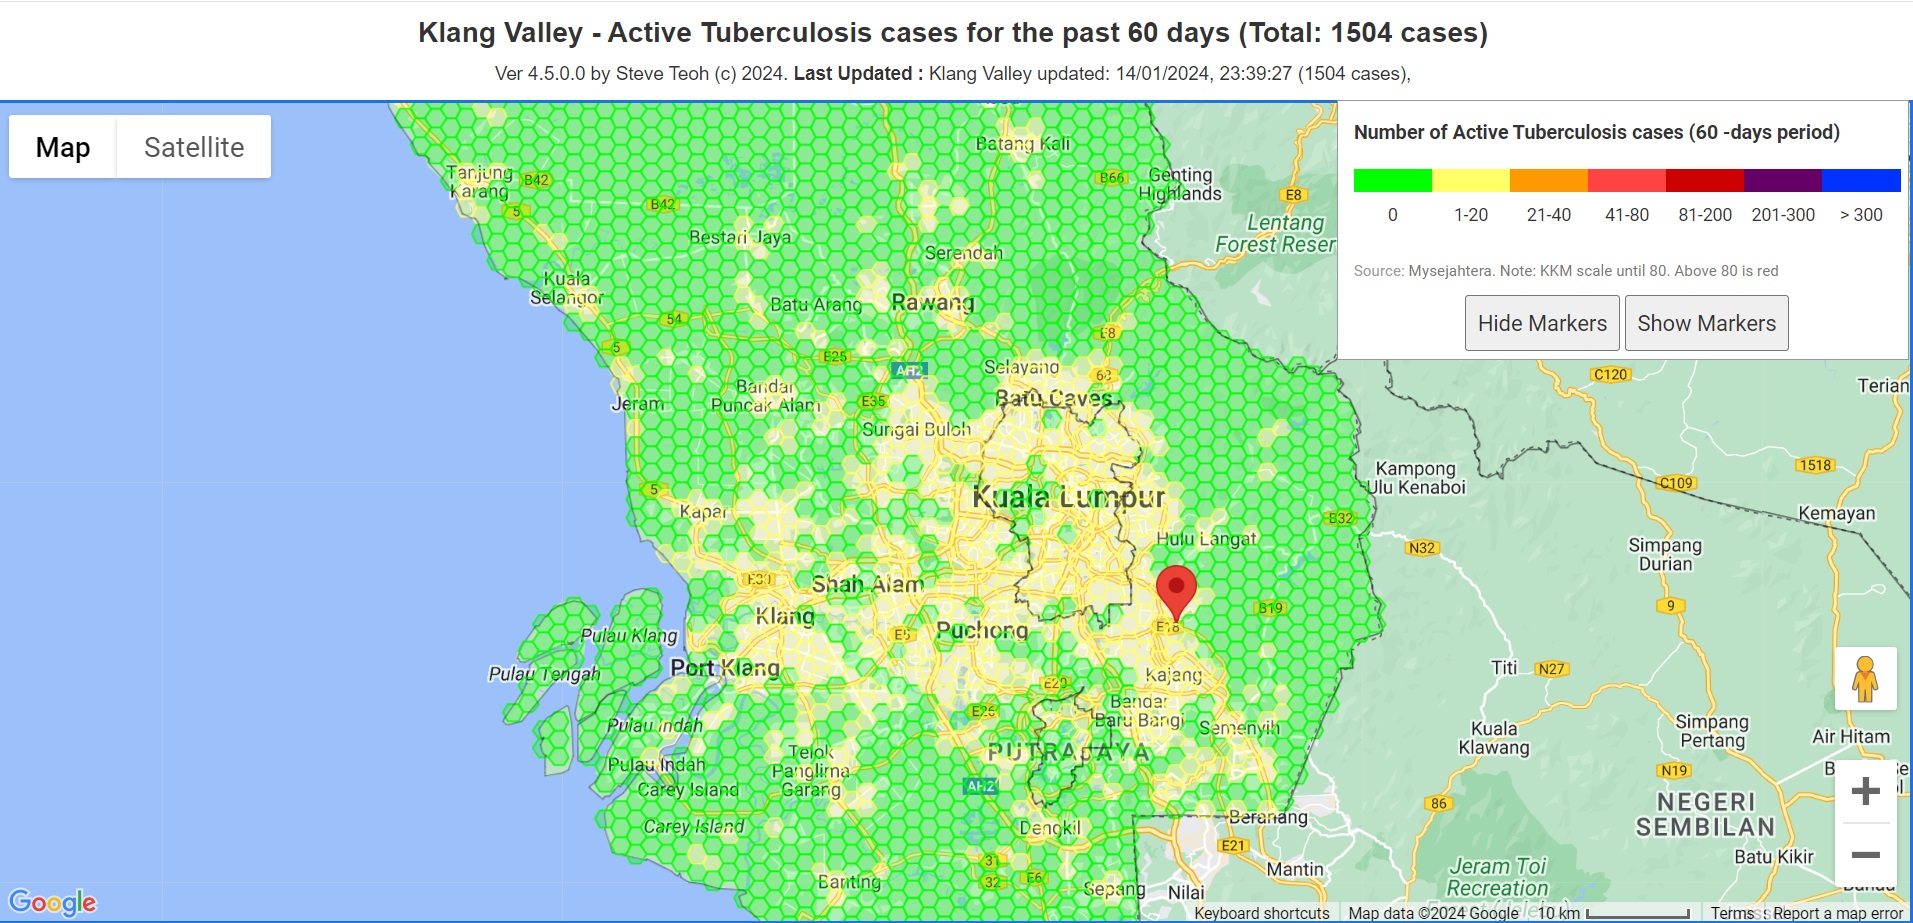 Klang Valley - Active Tuberculosis cases for the past 60 days (Total: 1504 cases)
Ver 4.5.0.0 by Steve Teoh (c) 2024. Last Updated : Klang Valley updated: 14/01/2024, 23:39:27 (1504 cases),
Map
Satellite
Number of Active Tuberculosis cases (60 -days period)
0 1-20 21-40 41-80 81-200 201-300 > 300
Source: Mysejahtera. Note: KKM scale until 80. Above 80 is red
Hide Markers
Show Markers
Batang Kali
Tanjung
Karang
B42
B66
Genting
Highlands
E8
5
B42
Lentang
Forest Reser
Bestari Jaya
Serendah
Kuala
Selangor
Batu Arang
Rawang
54
E8
5
E25
AH2
Selayang
68
C120
Terian
Bandar
Puncak Alam
Batu Caves
Jeram
E35
Sungai Buloh
1518
Kampong
Ulu Kenaboi
C109
5
Kuala Lumpur
Kapar
B32
Kemayan
Hulu Langat
N32
Simpang
Durian
E30
Shah Alam
9
B19
Klang
E18
Pulau Klang
E5
Puchong
Port Klang
Titi
N27
Pulau Tengah
Kajang
E20
Bandar
Baru Bangi
E26
Pulau Indah
Semenyih
Kuala
Klawang
Simpang
Pertang
Air Hitam
PUTRAJAYA
Telok
Panglima
Garang
Pulau Indah
N19
Carey Island
AH2
86
NEGERI
SEMBILAN
Carey Island
Dengkil
Beranang
E21
Batu Kikir
31
32
E6
Mantin
Jeram Toi
Recreation
Banting
Sepang
Nilai
Google
Keyboard shortcuts
Map data ©2024 Google
10 km
Terms
Report a map error